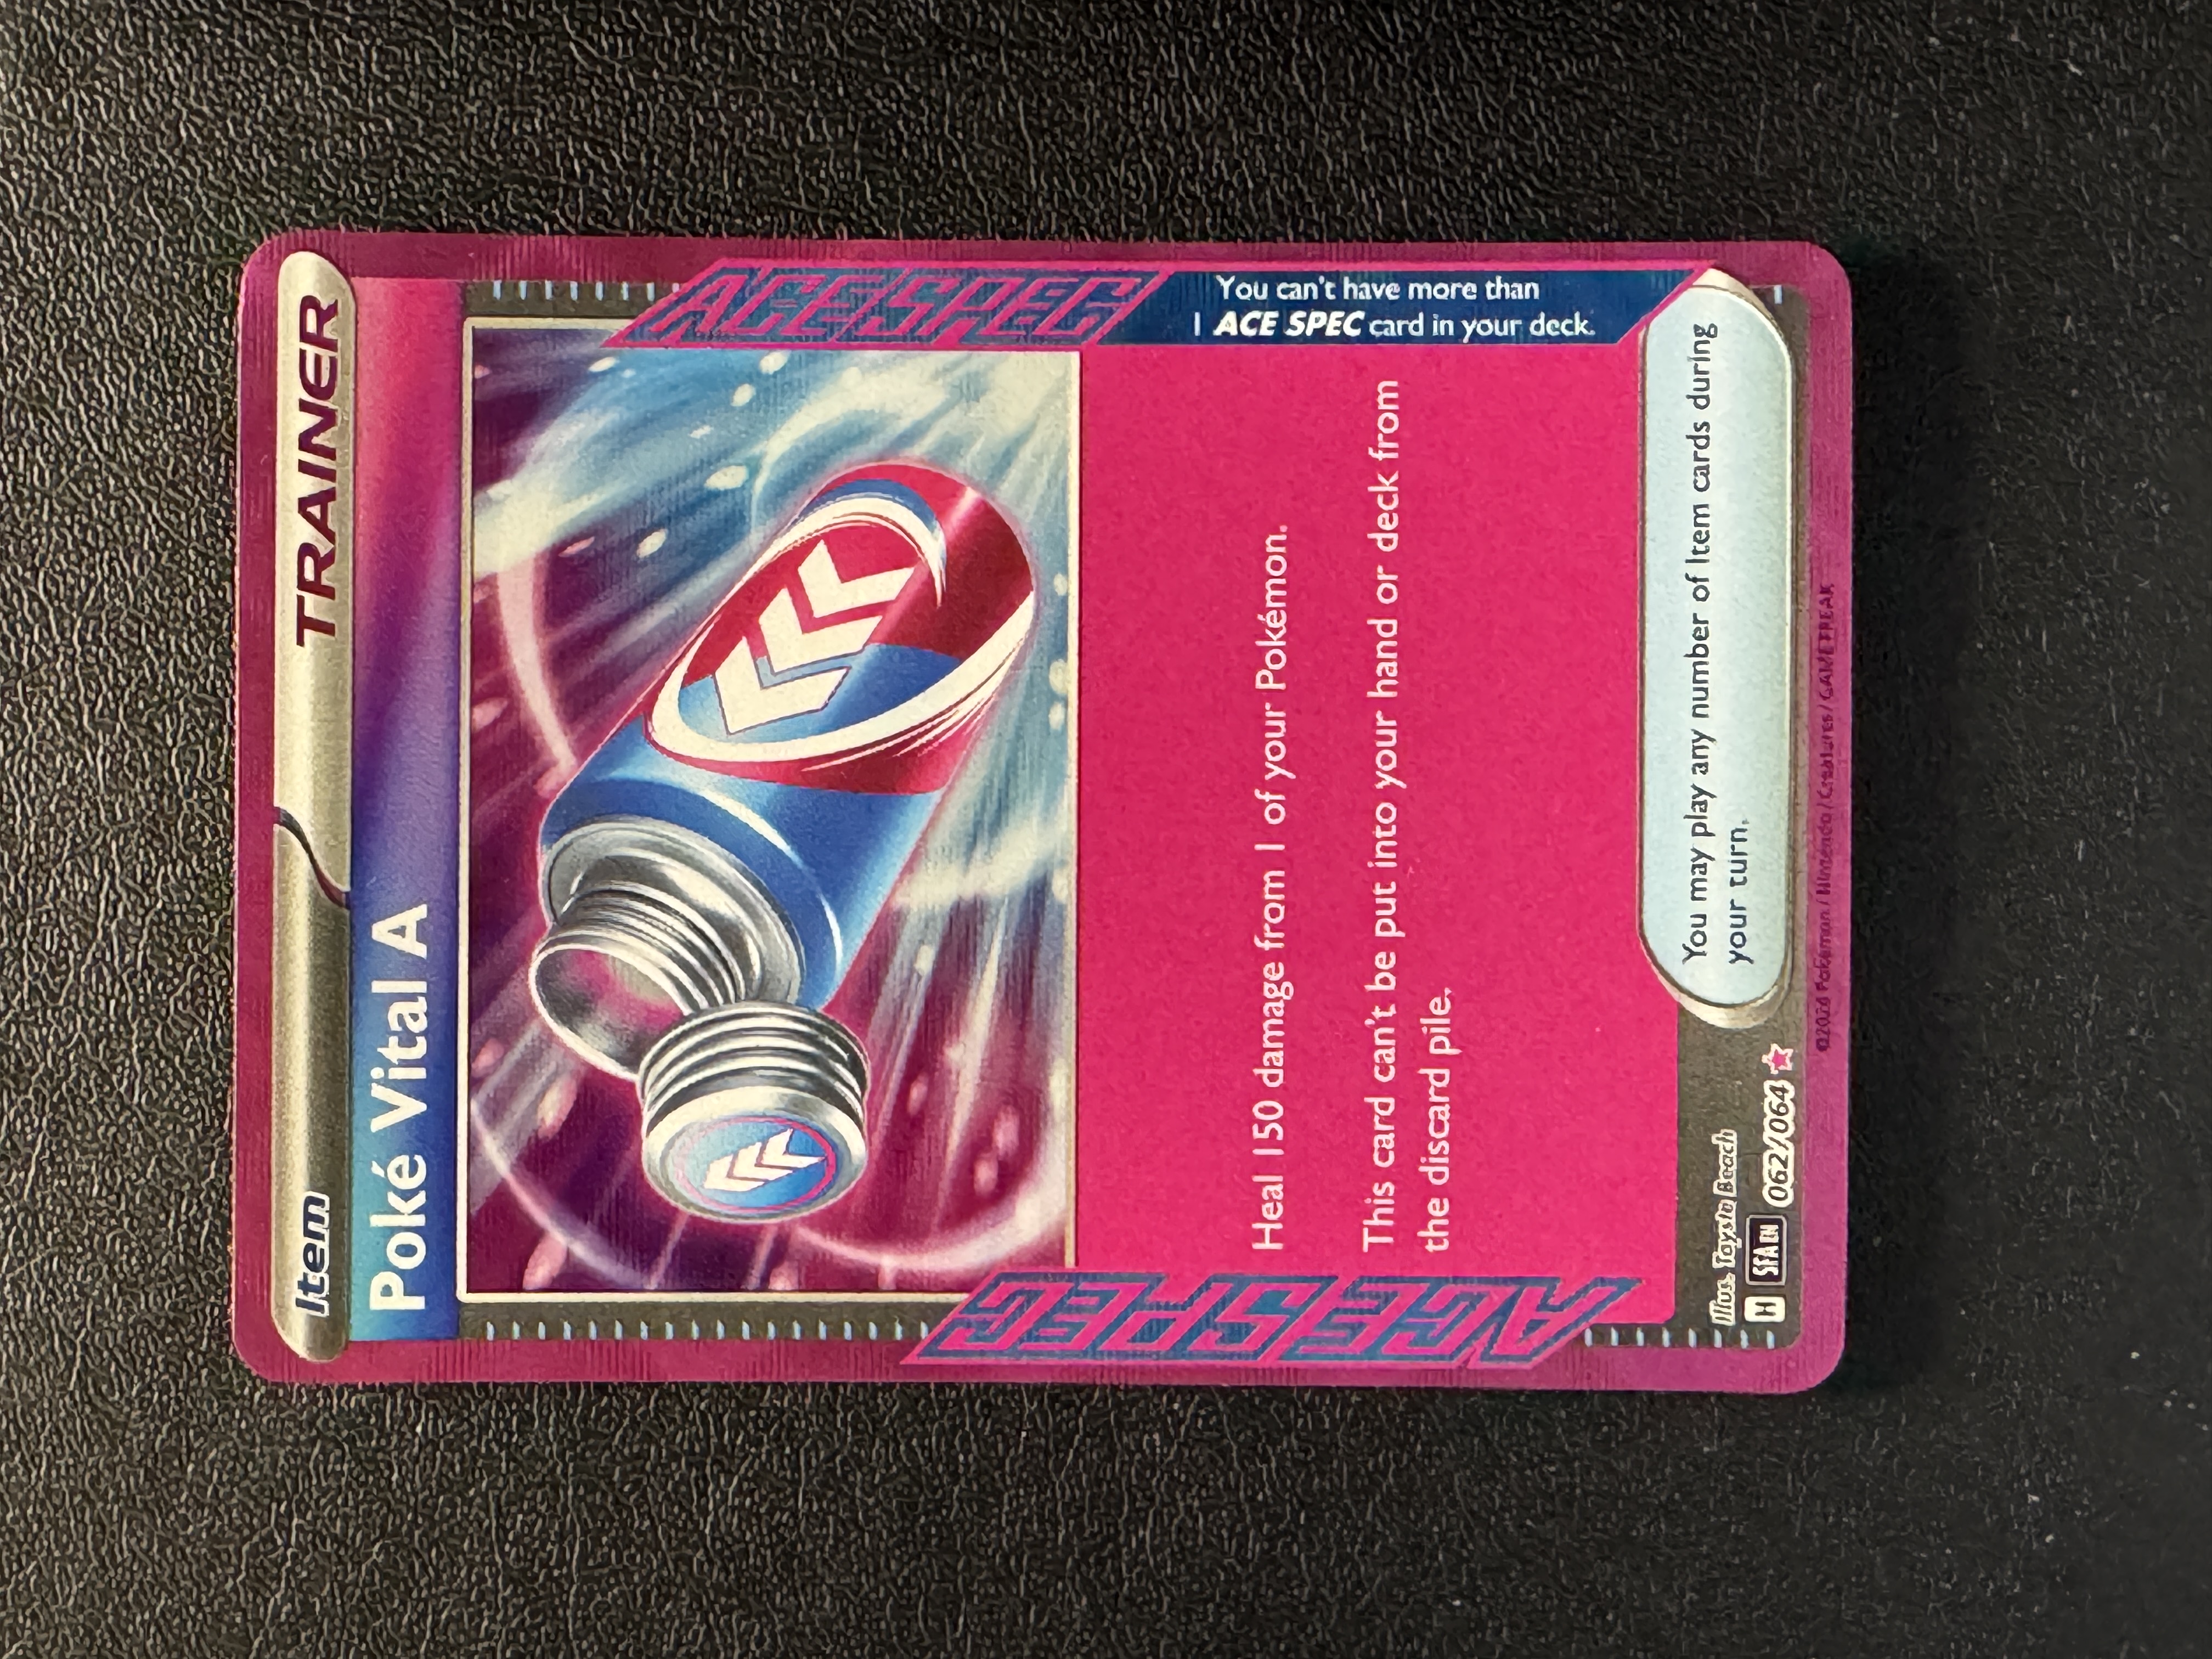 Item
TRAINER
Poké Vital A
ACE SPEC
You can't have more than
1 ACE SPEC card in your deck.
Heal 150 damage from 1 of your Pokémon.
This card can't be put into your hand or deck from
the discard pile.
ACE SPEC
You may play any number of Item cards during
your turn.
Illus. Toyste Beach
H SFA EN 062/064
©2024 Pokémon / Nintendo / Creatures / GAME FREAK